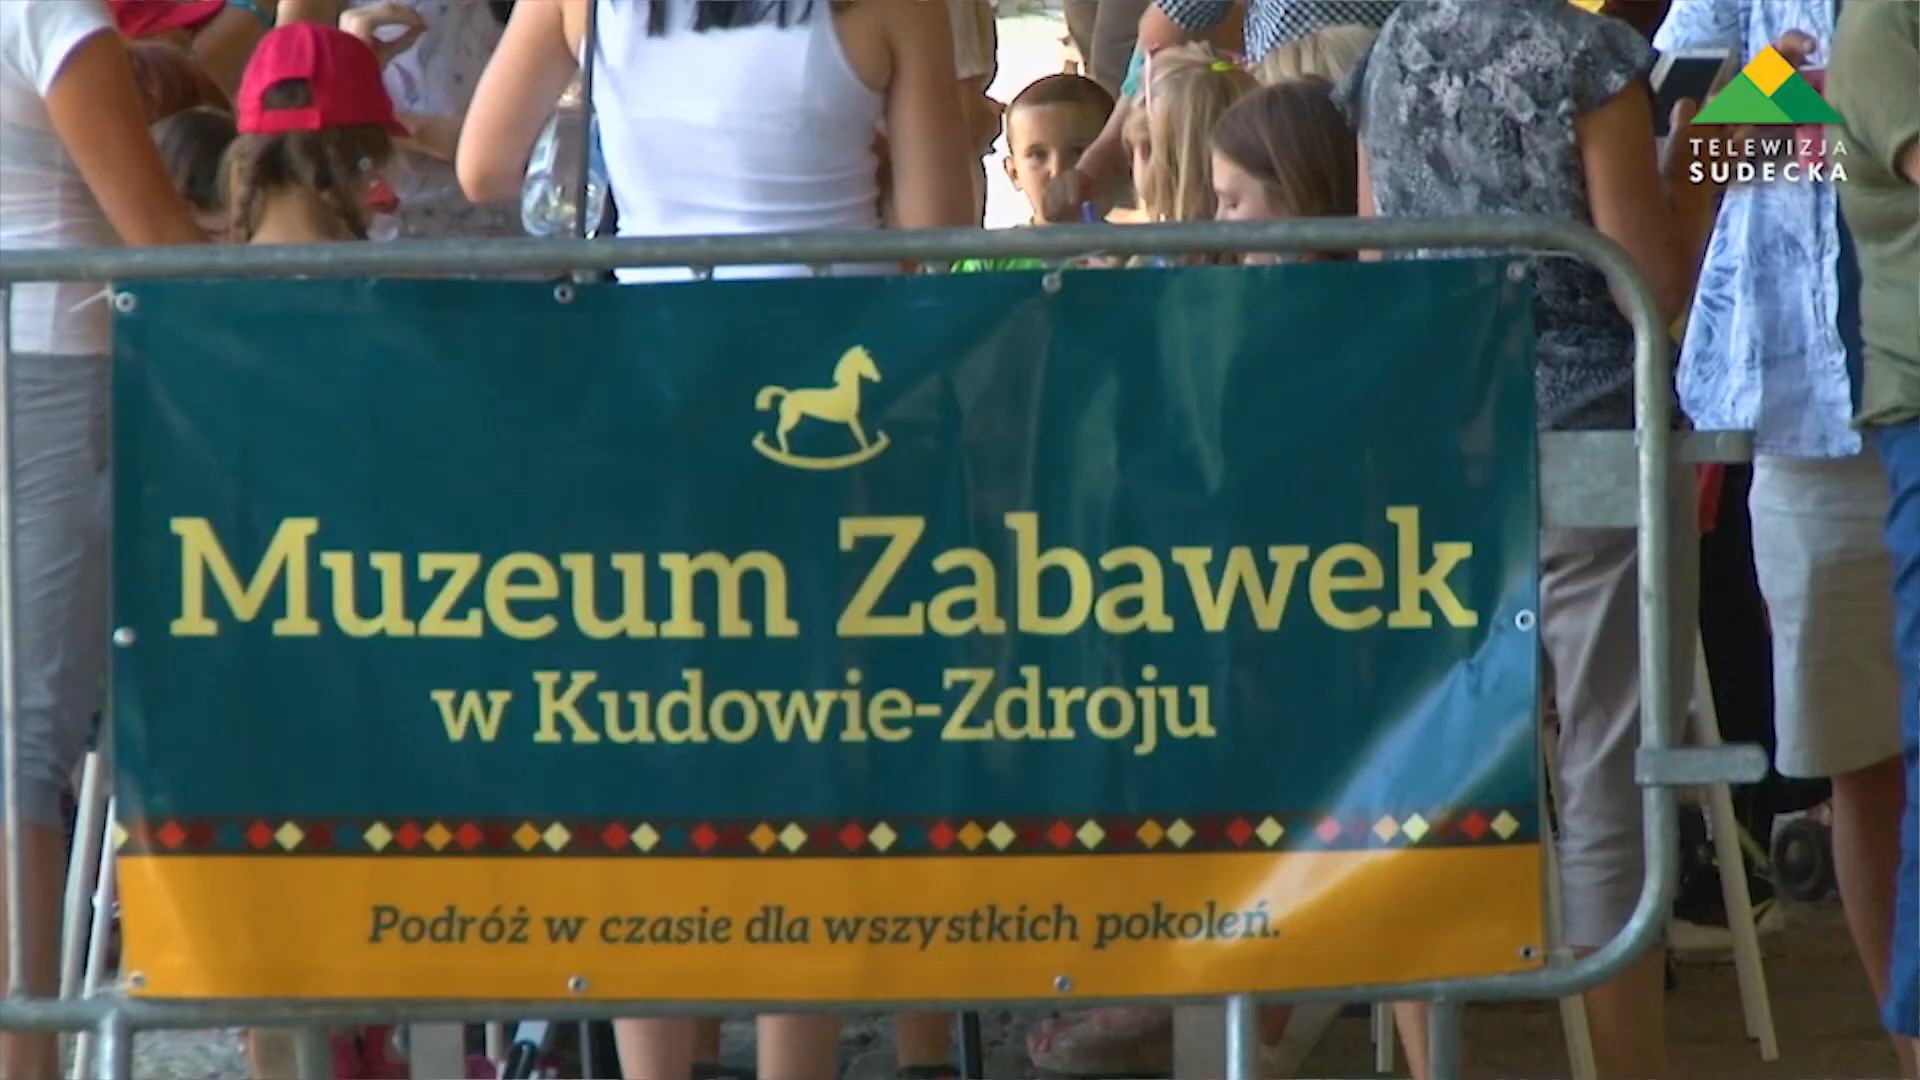 TELEWIZJA
SUDECKA
Muzeum Zabawek
w Kudowie-Zdroju
Podróż w czasie dla wszystkich pokoleń.